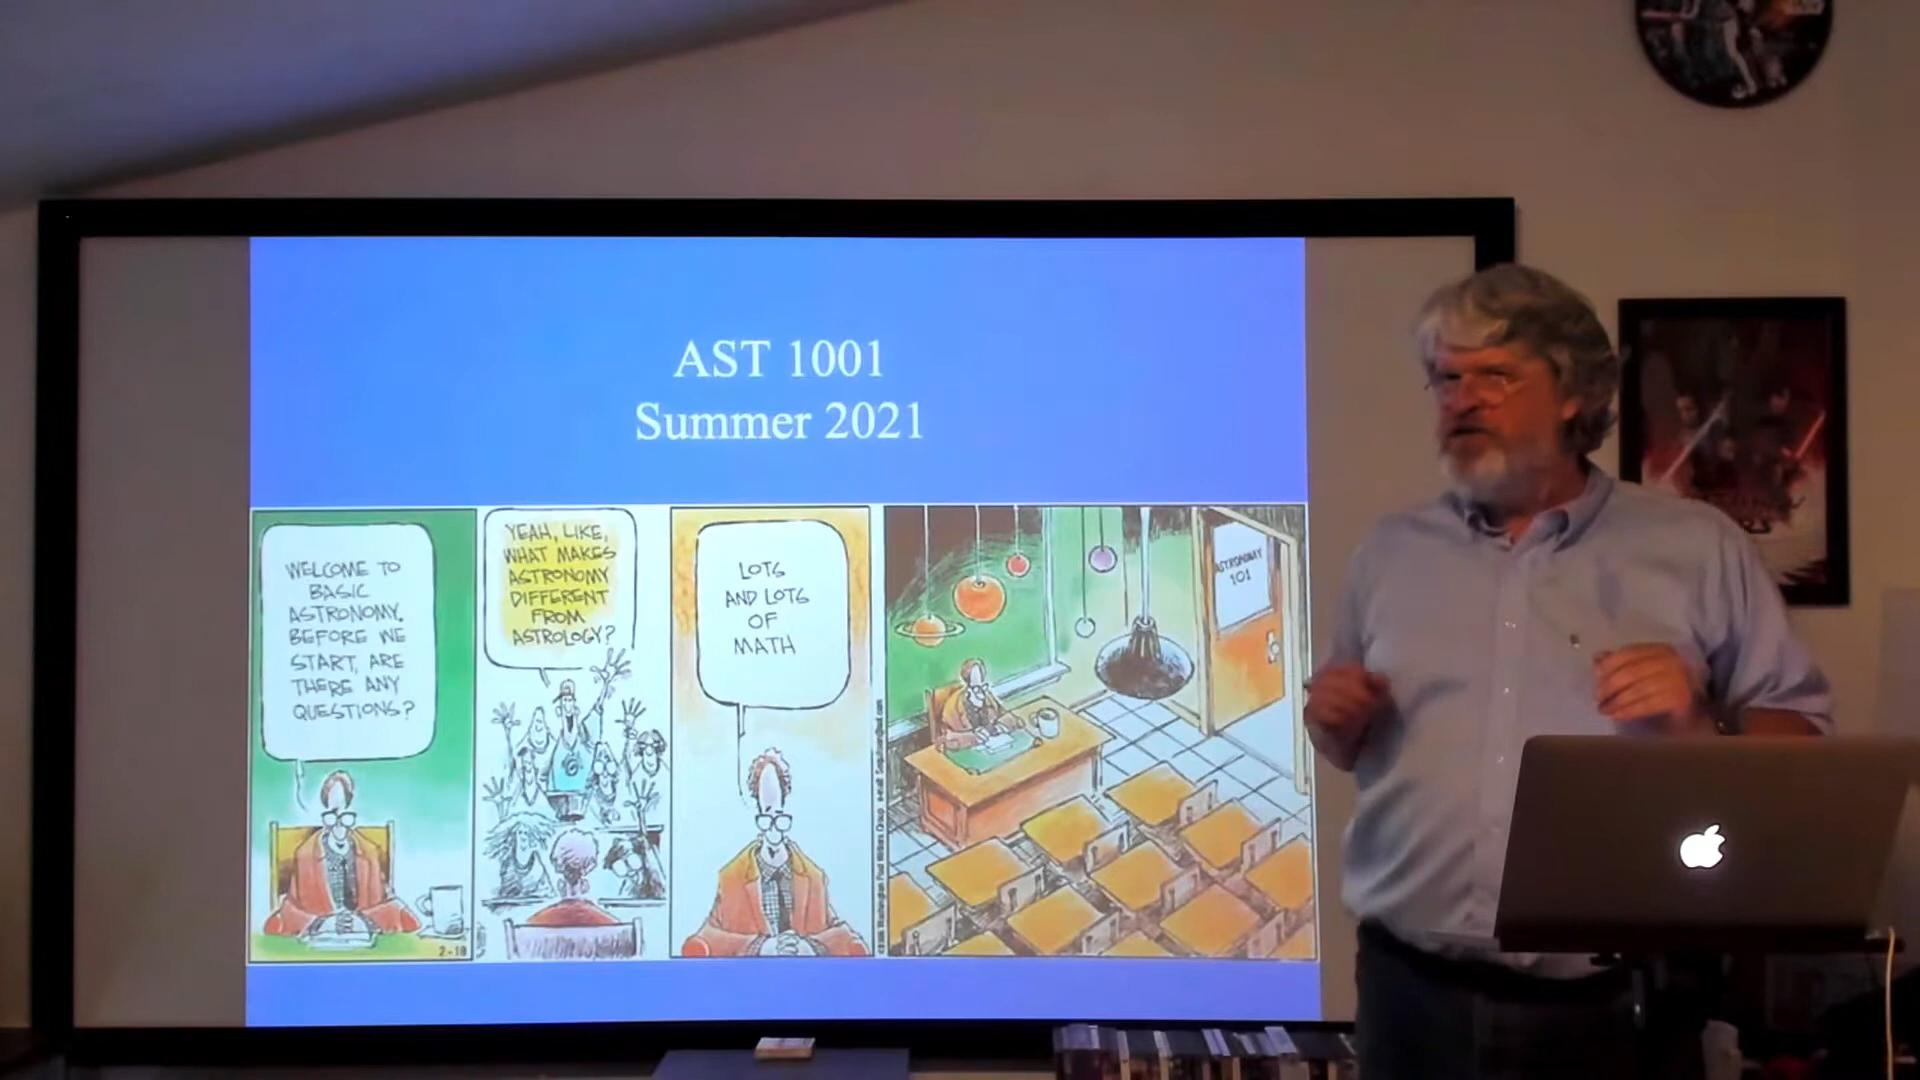 AST 1001
Summer 2021
WELCOME TO
BASIC
ASTRONOMY.
BEFORE WE
START, ARE
THERE ANY
QUESTIONS?
2-18
YEAH, LIKE,
WHAT MAKES
ASTRONOMY
DIFFERENT
FROM
ASTROLOGY?
LOTS
AND LOTS
OF
MATH
ASTRONOMY
101